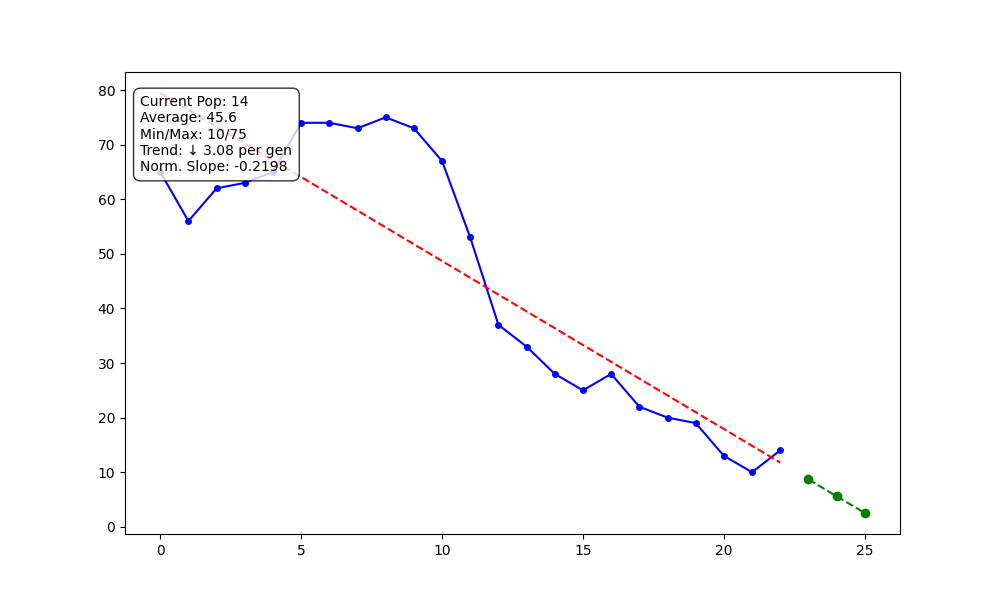 80
70
60
50
40
30
20
10
0
Current Pop: 14
Average: 45.6
Min/Max: 10/75
Trend: ↓ 3.08 per gen
Norm. Slope: -0.2198
0 5 10 15 20 25